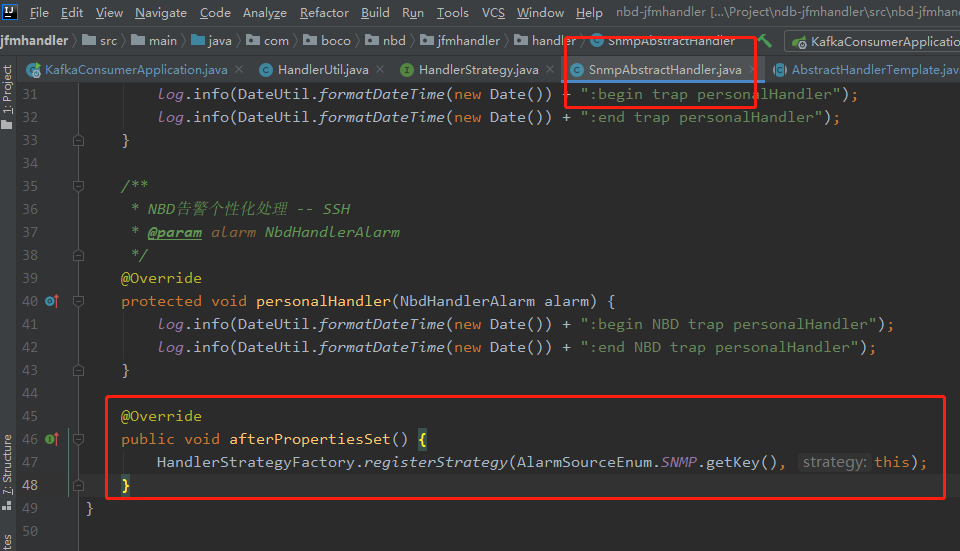 File Edit View Navigate Code Analyze Refactor Build Run Tools VCS Window Help nbd-jfmhandler [...\Project\ndb-jfmhandler\src\nbd-jfmhan
jfmhandler src main java com boco nbd jfmhandler handler SnmpAbstractHandler KafkaConsumerApplicatio
KafkaConsumerApplication.java HandlerUtil.java HandlerStrategy.java SnmpAbstractHandler.java AbstractHandlerTemplate.jav
1: Project
31 log.info(DateUtil.formatDateTime(new Date()) + ":begin trap personalHandler");
32 log.info(DateUtil.formatDateTime(new Date()) + ":end trap personalHandler");
33 }
34
35 /**
36 * NBD告警个性化处理 -- SSH
37 * @param alarm NbdHandlerAlarm
38 */
39 @Override
40 protected void personalHandler(NbdHandlerAlarm alarm) {
41 log.info(DateUtil.formatDateTime(new Date()) + ":begin NBD trap personalHandler");
42 log.info(DateUtil.formatDateTime(new Date()) + ":end NBD trap personalHandler");
43 }
44
45 @Override
46 public void afterPropertiesSet() {
47 HandlerStrategyFactory.registerStrategy(AlarmSourceEnum.SNMP.getKey(), strategy: this);
48 }
49 }
50
7: Structure
tes